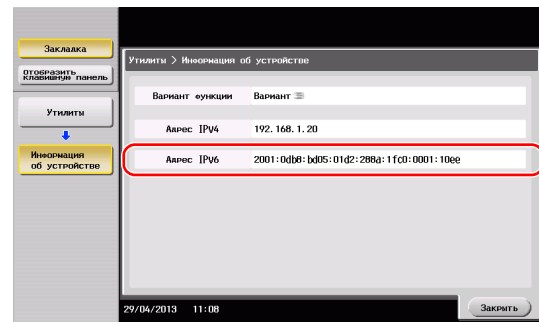 Закладка
Утилиты > Информация об устройстве
Отобразить
клавишную панель
Вариант функции Вариант
Утилиты
Адрес IPv4 192.168.1.20
Информация
об устройстве
Адрес IPv6 2001:0db8:bd05:01d2:288a:1fc0:0001:10ee
29/04/2013 11:08
Закрыть